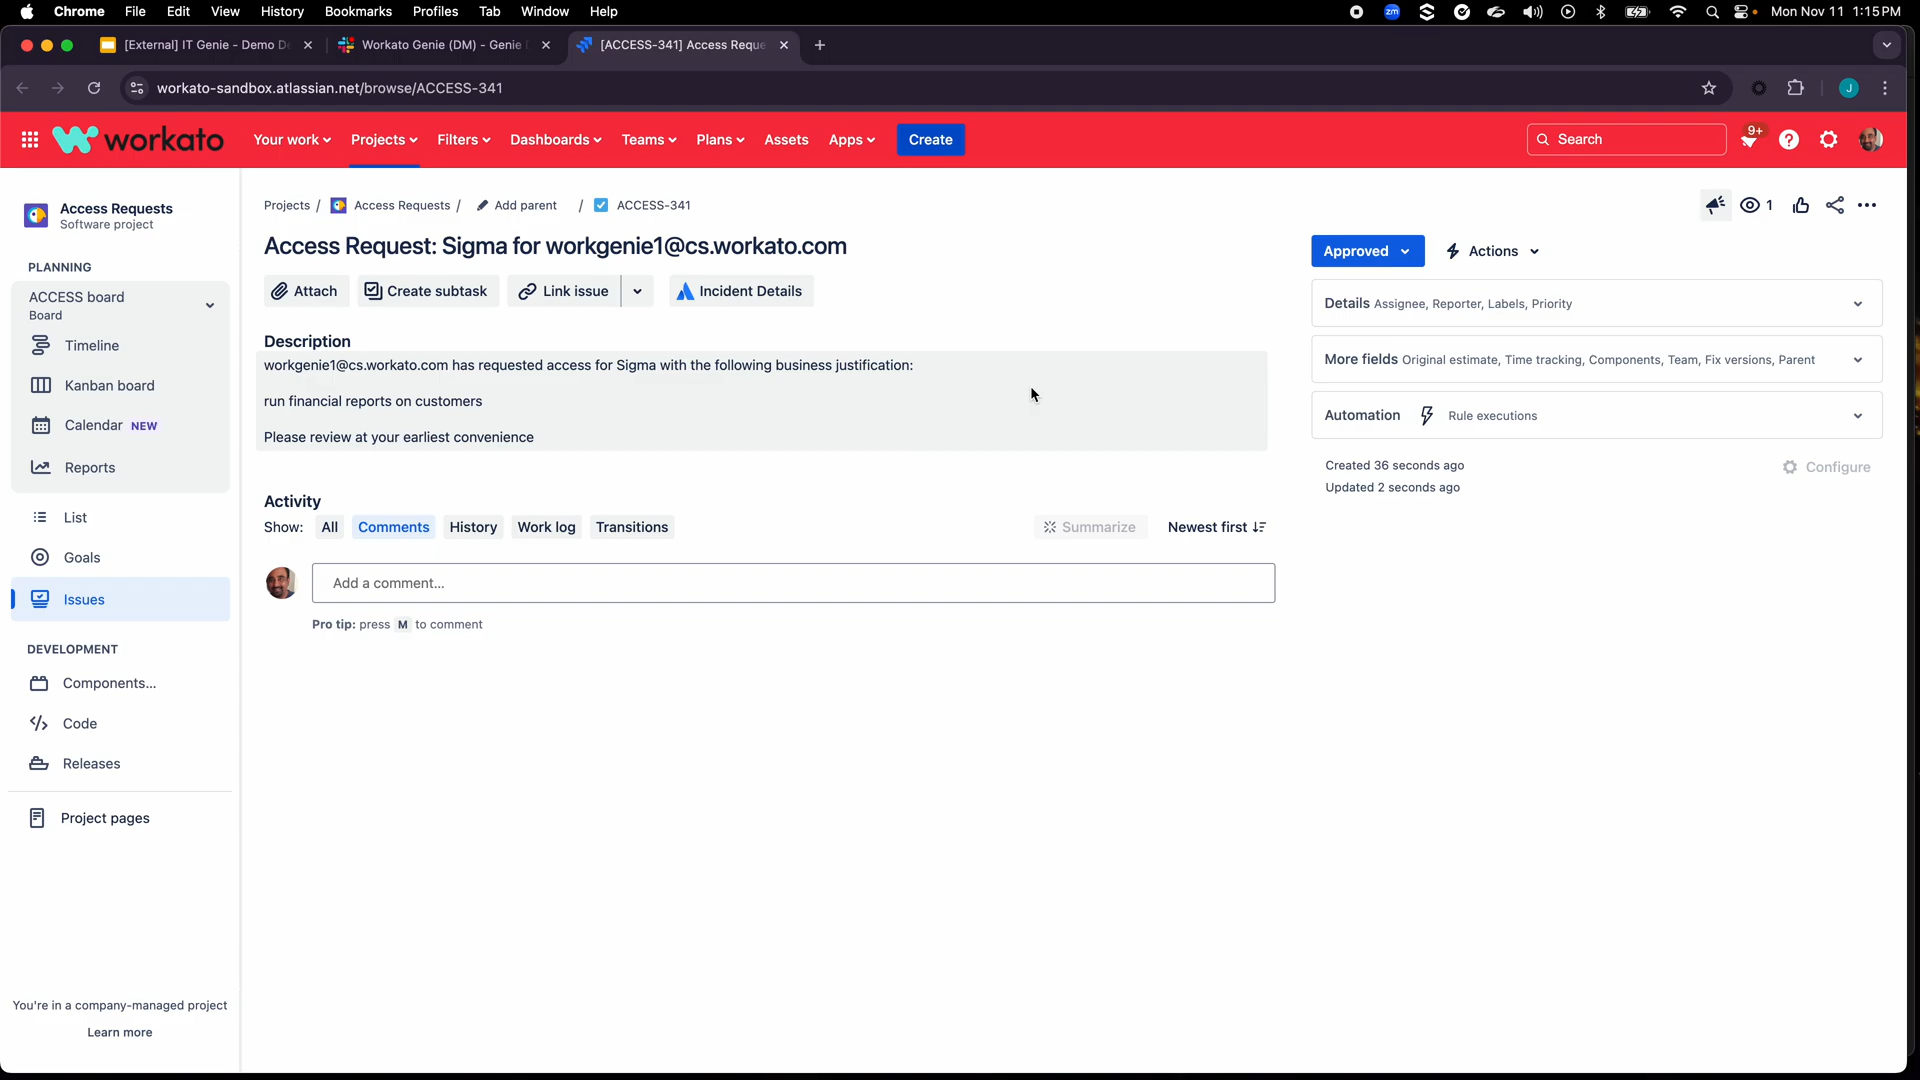 Chrome File Edit View History Bookmarks Profiles Tab Window Help
zm
Mon Nov 11 1:15 PM
[External] IT Genie - Demo D
Workato Genie (DM) - Genie
[ACCESS-341] Access Reque
workato-sandbox.atlassian.net/browse/ACCESS-341
J
workato
Your work Projects Filters Dashboards Teams Plans Assets Apps Create
Search
9+
Access Requests
Software project
PLANNING
ACCESS board
Board
Timeline
Kanban board
Calendar NEW
Reports
List
Goals
Issues
DEVELOPMENT
Components...
Code
Releases
Project pages
You're in a company-managed project
Learn more
Projects / Access Requests / Add parent / ACCESS-341
Access Request: Sigma for workgenie1@cs.workato.com
Attach Create subtask Link issue Incident Details
Description
workgenie1@cs.workato.com has requested access for Sigma with the following business justification:
run financial reports on customers
Please review at your earliest convenience
Activity
Show: All Comments History Work log Transitions
Summarize Newest first
Add a comment...
Pro tip: press M to comment
1
Approved Actions
Details Assignee, Reporter, Labels, Priority
More fields Original estimate, Time tracking, Components, Team, Fix versions, Parent
Automation Rule executions
Created 36 seconds ago
Configure
Updated 2 seconds ago